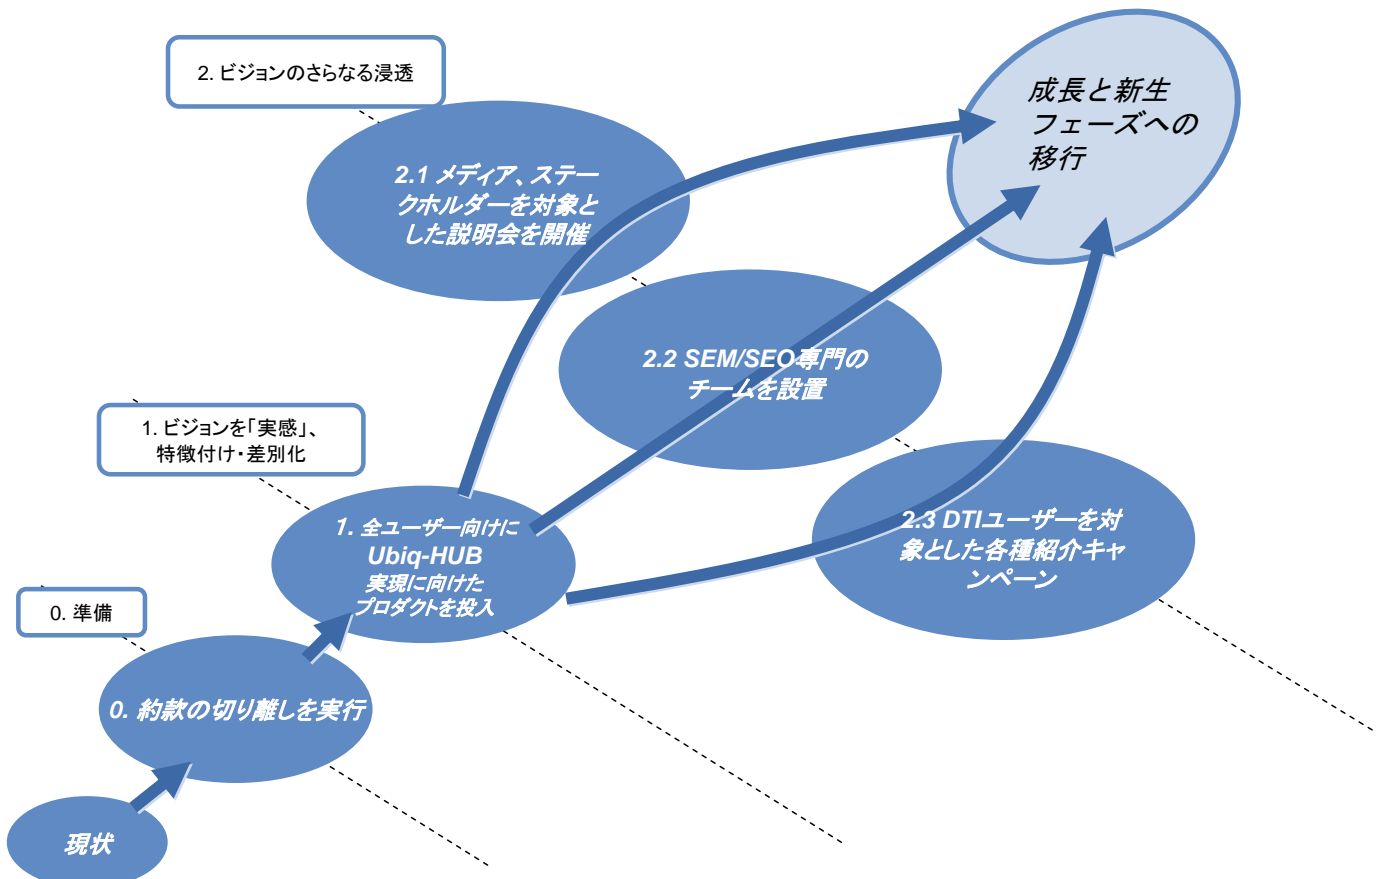 2. ビジョンのさらなる浸透
成長と新生
フェーズへの
移行
2.1 メディア、ステー
クホルダーを対象と
した説明会を開催
2.2 SEM/SEO専門の
チームを設置
1. ビジョンを「実感」、
特徴付け・差別化
1. 全ユーザー向けに
Ubiq-HUB
実現に向けた
プロダクトを投入
2.3 DTIユーザーを対
象とした各種紹介キャ
ンペーン
0. 準備
0. 約款の切り離しを実行
現状